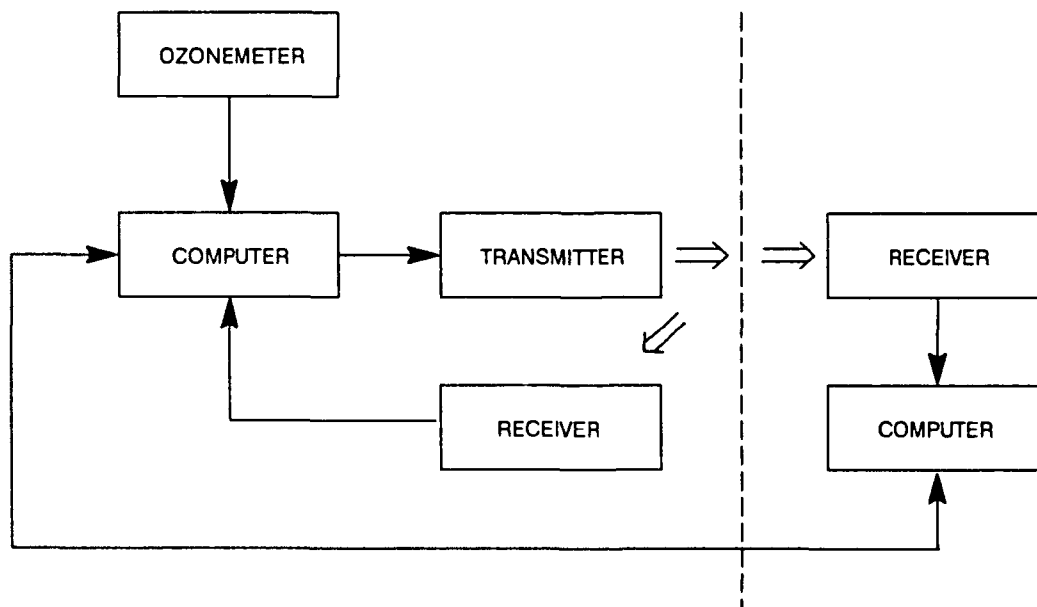 OZONEMETER
COMPUTER
TRANSMITTER
RECEIVER
RECEIVER
COMPUTER